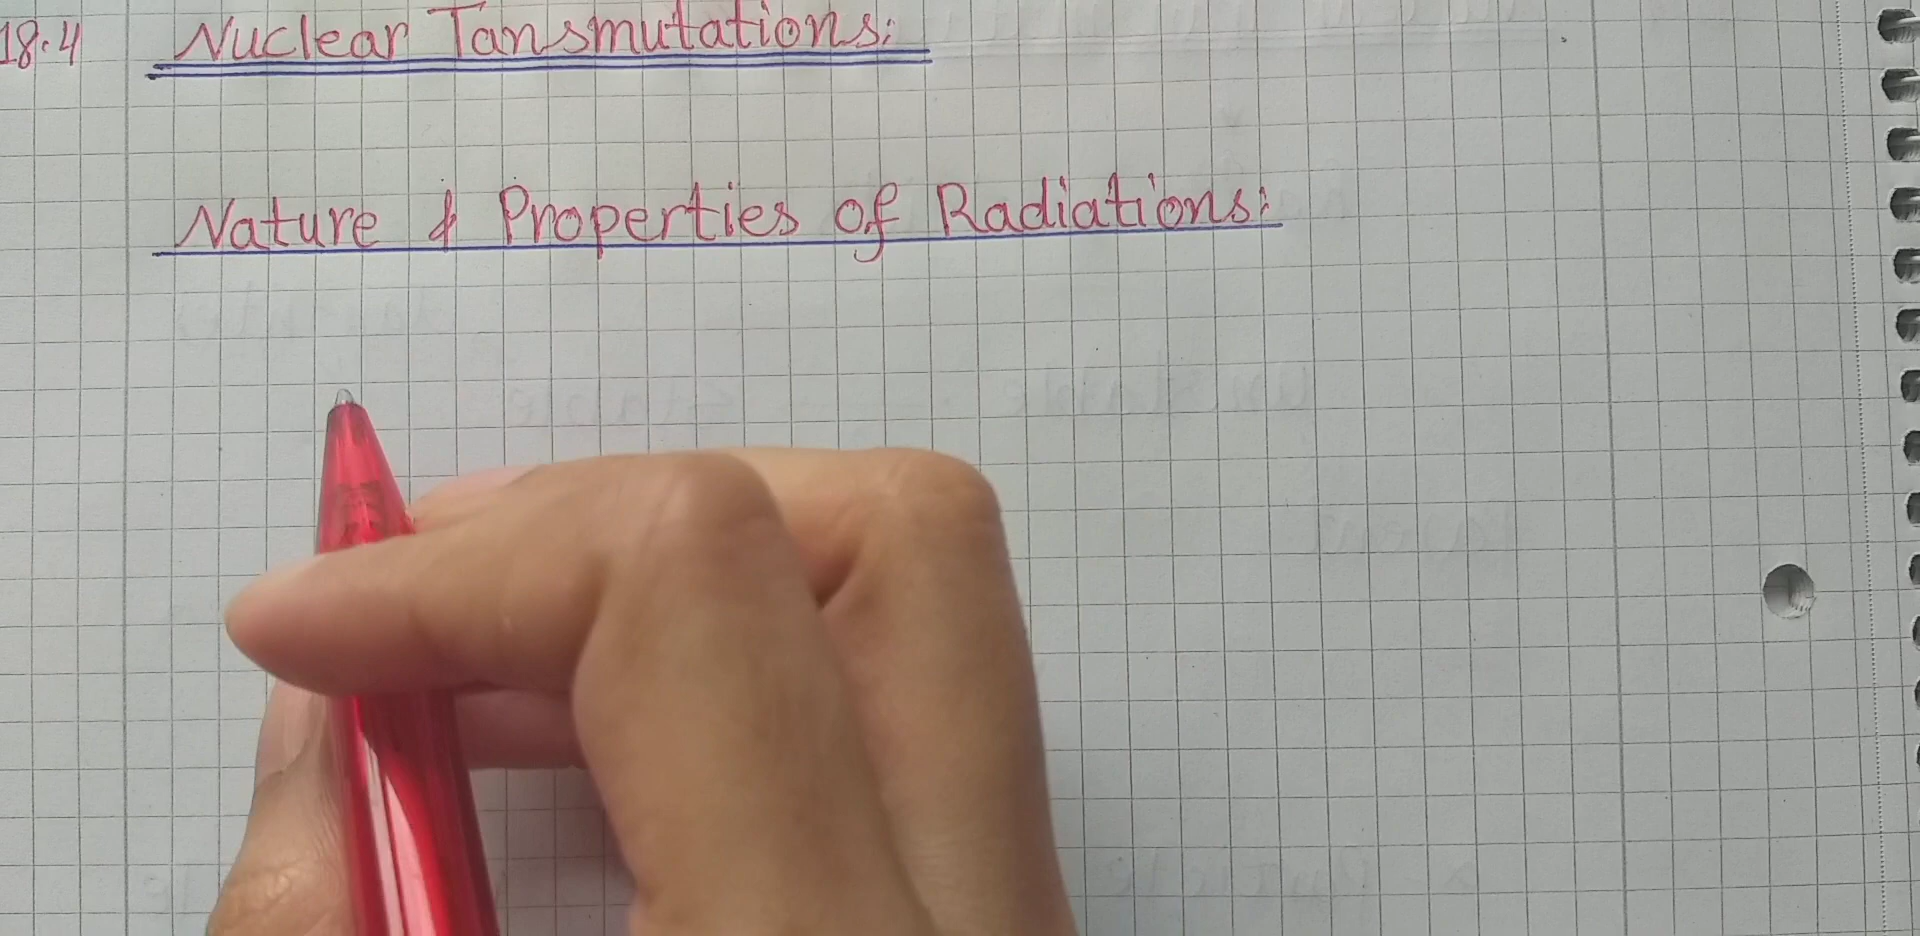 18.4 Nuclear Tansmutations:
Nature & Properties of Radiations: